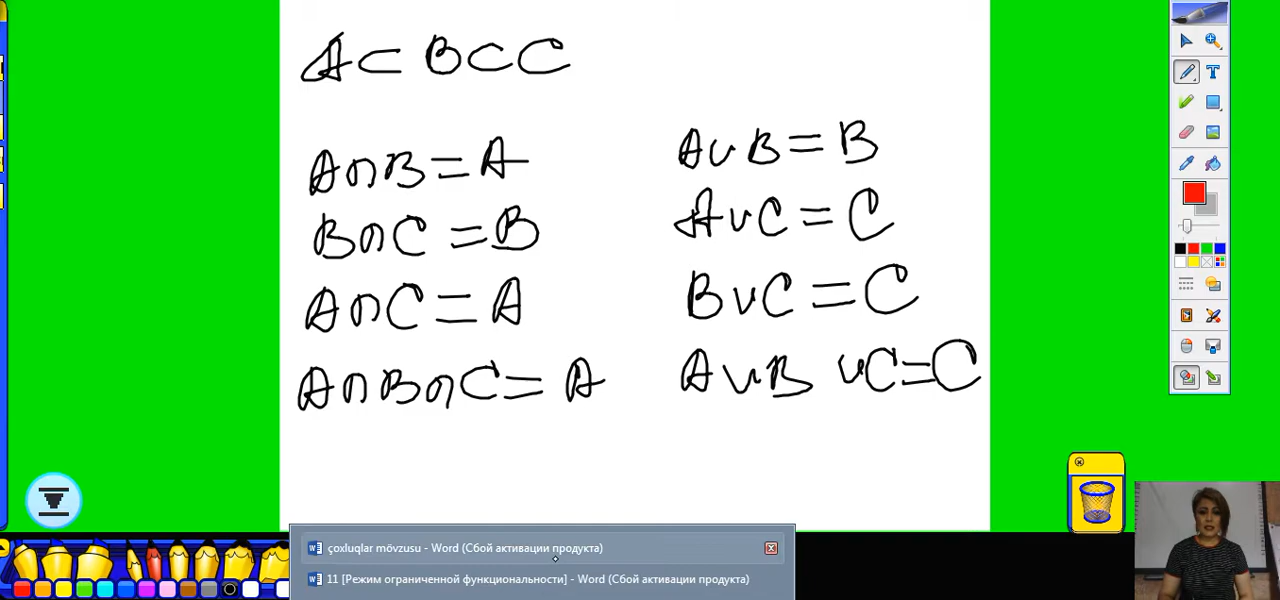 A ⊂ B ⊂ C
A ∩ B = A
B ∩ C = B
A ∩ C = A
A ∩ B ∩ C = A
A ∪ B = B
A ∪ C = C
B ∪ C = C
A ∪ B ∪ C = C
çoxluqlar mövzusu - Word (Сбой активации продукта)
11 [Режим ограниченной функциональности] - Word (Сбой активации продукта)